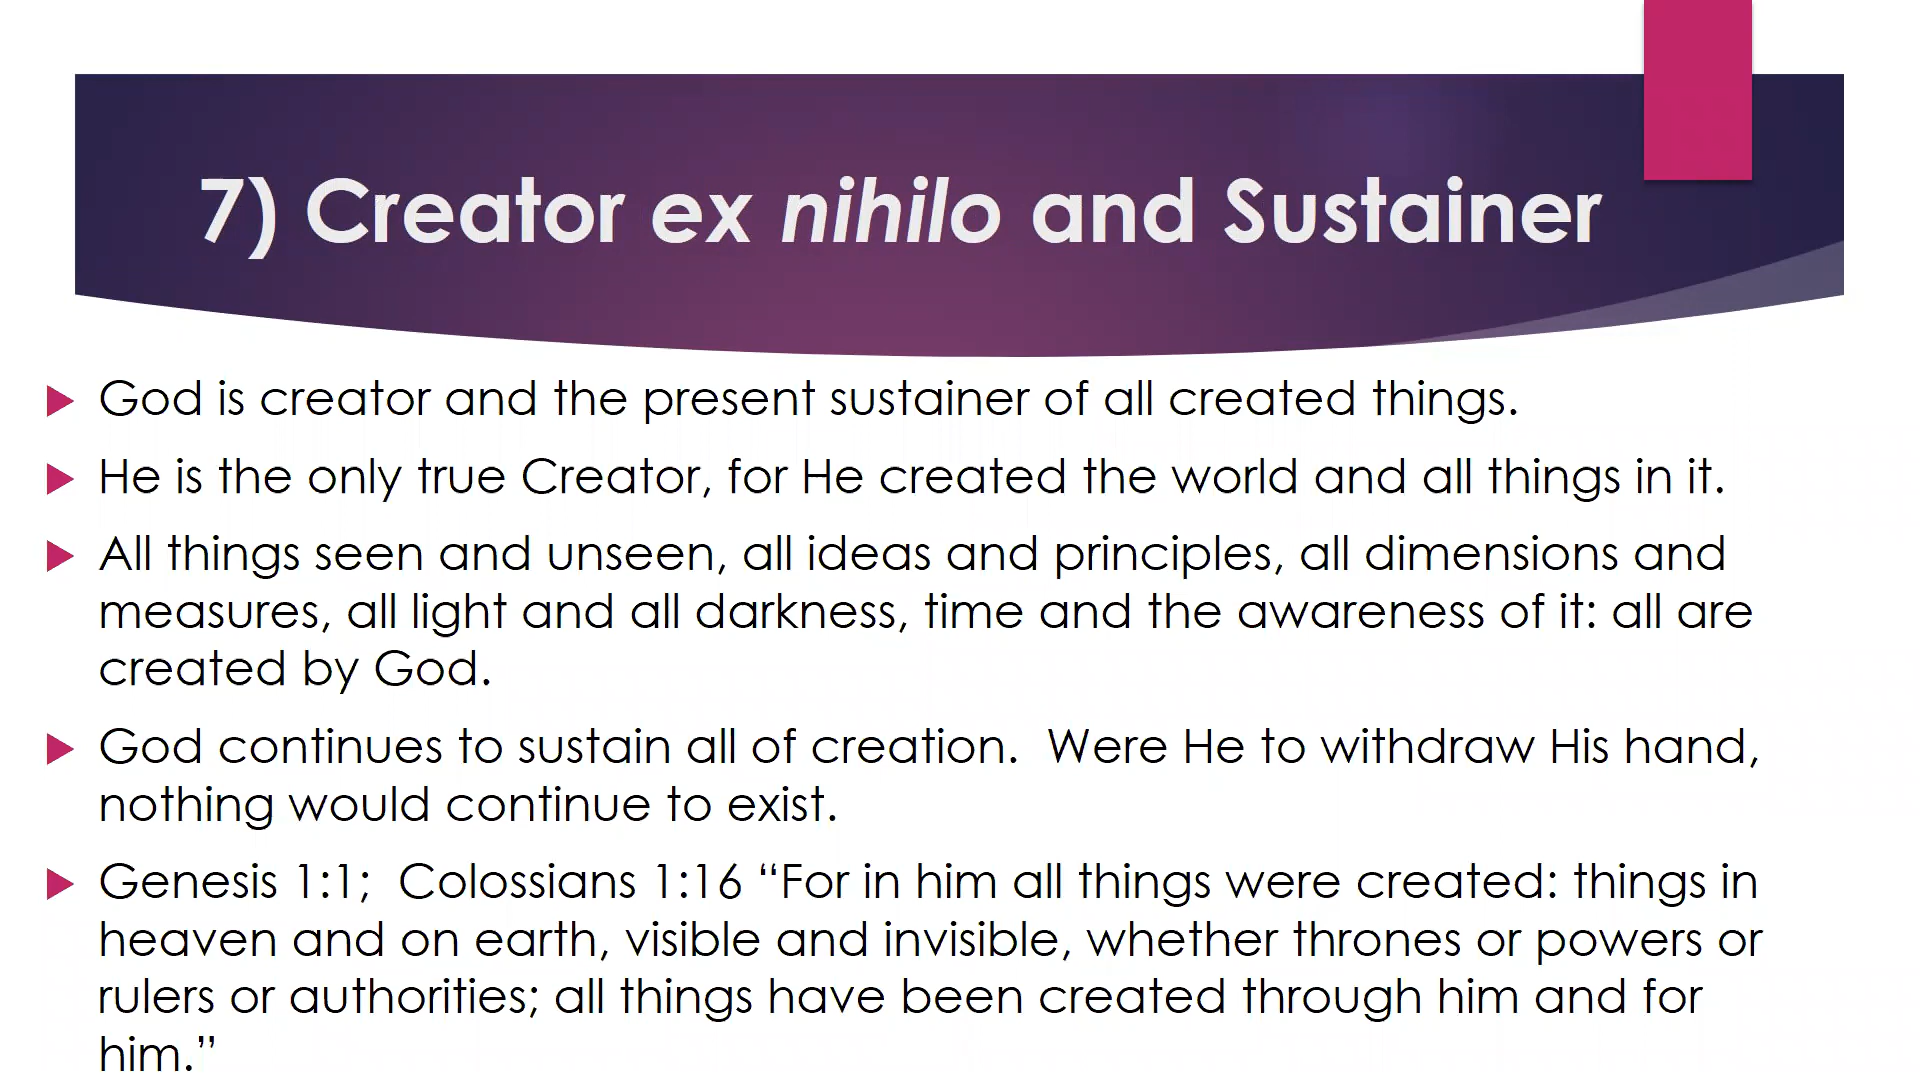 7) Creator ex nihilo and Sustainer
God is creator and the present sustainer of all created things.
He is the only true Creator, for He created the world and all things in it.
All things seen and unseen, all ideas and principles, all dimensions and
measures, all light and all darkness, time and the awareness of it: all are
created by God.
God continues to sustain all of creation.  Were He to withdraw His hand,
nothing would continue to exist.
Genesis 1:1;  Colossians 1:16 “For in him all things were created: things in
heaven and on earth, visible and invisible, whether thrones or powers or
rulers or authorities; all things have been created through him and for
him.”